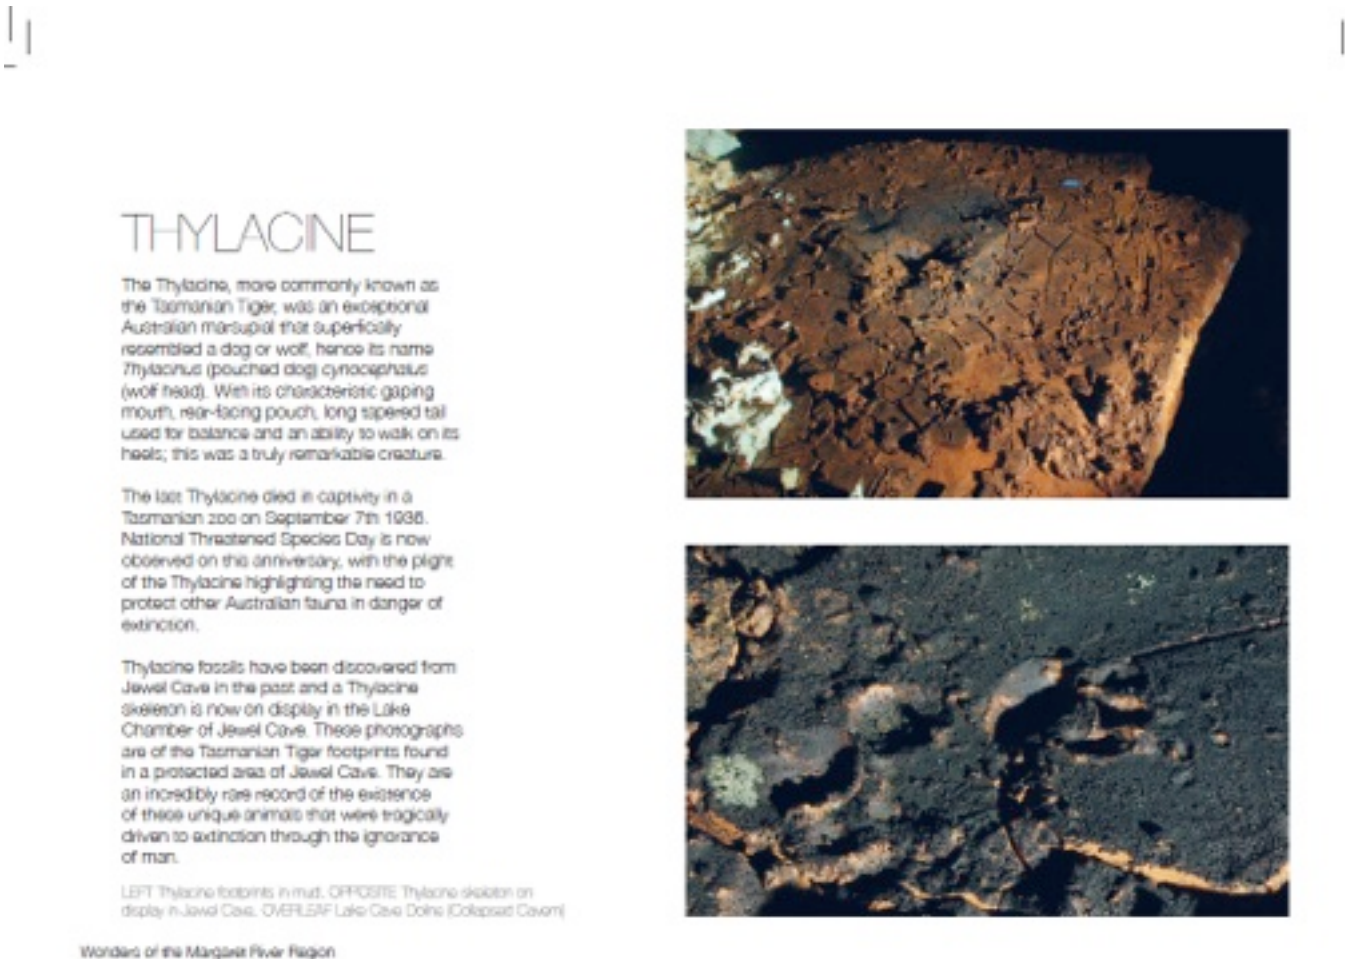 THYLACINE
The Thylacine, more commonly known as
the Tasmanian Tiger, was an exceptional
Australian marsupial that superfically
resembled a dog or wolf, hence its name
Thylacinus (pouched dog) cynocephalus
(wolf head). With its characteristic gaping
mouth, rear-facing pouch, long tapered tail
used for balance and an ability to walk on its
heels; this was a truly remarkable creature.
The last Thylacine died in captivity in a
Tasmanian zoo on September 7th 1936.
National Threatened Species Day is now
observed on this anniversary, with the plight
of the Thylacine highlighting the need to
protect other Australian fauna in danger of
extinction.
Thylacine fossils have been discovered from
Jewel Cave in the past and a Thylacine
skeleton is now on display in the Lake
Chamber of Jewel Cave. These photographs
are of the Tasmanian Tiger footprints found
in a protected area of Jewel Cave. They are
an incredibly rare record of the existence
of these unique animals that were tragically
driven to extinction through the ignorance
of man.
LEFT Thylacine footprints in mud. OPPOSITE Thylacine skeleton on
display in Jewel Cave. OVERLEAF Lake Cave Doline (Collapsed Cavern)
Wonders of the Margaret River Region